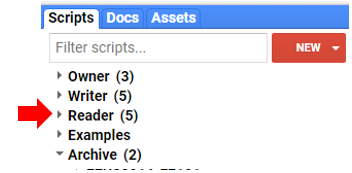 Scripts Docs Assets
Filter scripts...
NEW
Owner (3)
Writer (5)
Reader (5)
Examples
Archive (2)